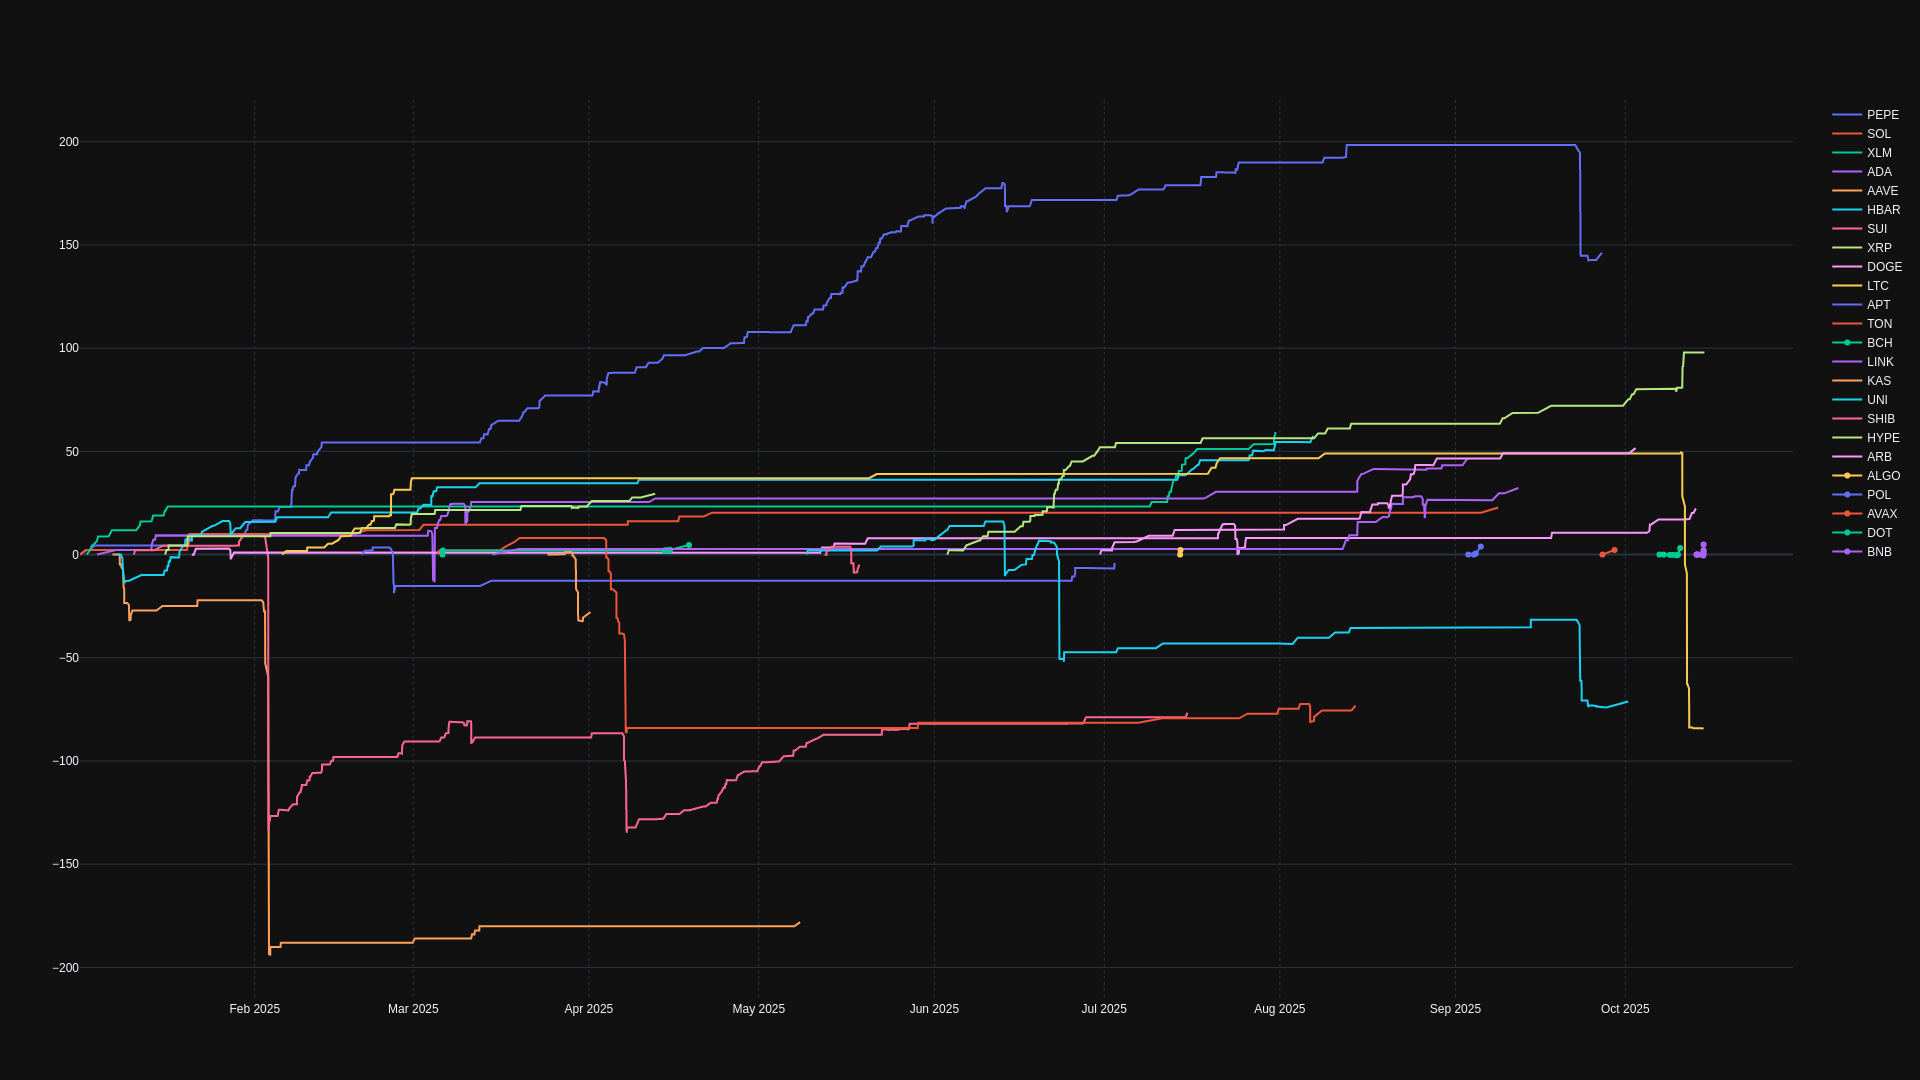 200
150
100
50
0
−50
−100
−150
−200
Feb 2025
Mar 2025
Apr 2025
May 2025
Jun 2025
Jul 2025
Aug 2025
Sep 2025
Oct 2025
PEPE
SOL
XLM
ADA
AAVE
HBAR
SUI
XRP
DOGE
LTC
APT
TON
BCH
LINK
KAS
UNI
SHIB
HYPE
ARB
ALGO
POL
AVAX
DOT
BNB